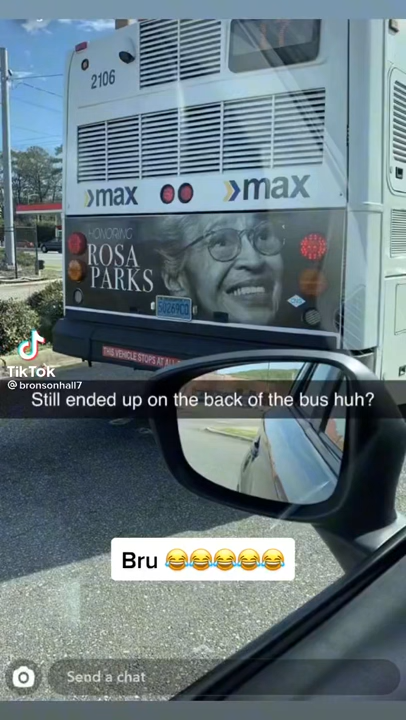 2106
max
max
HONORING
ROSA
PARKS
50269CO
THIS VEHICLE STOPS AT ALL
TikTok
@bronsonhall7
Still ended up on the back of the bus huh?
Bru 😂😂😂😂😂
Send a chat